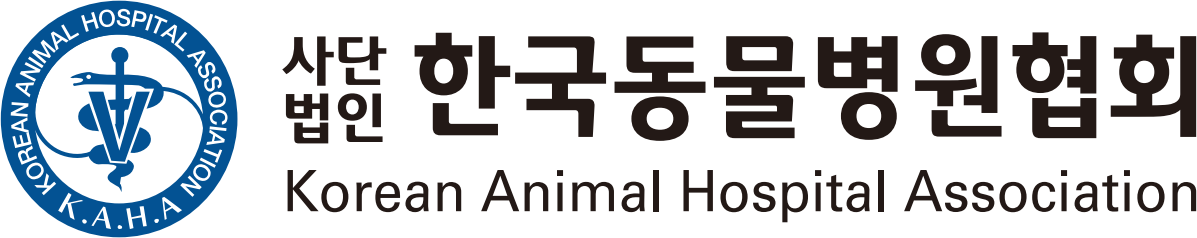 KOREAN ANIMAL HOSPITAL ASSOCIATION
V
K.A.H.A
사단
법인
한국동물병원협회
Korean Animal Hospital Association